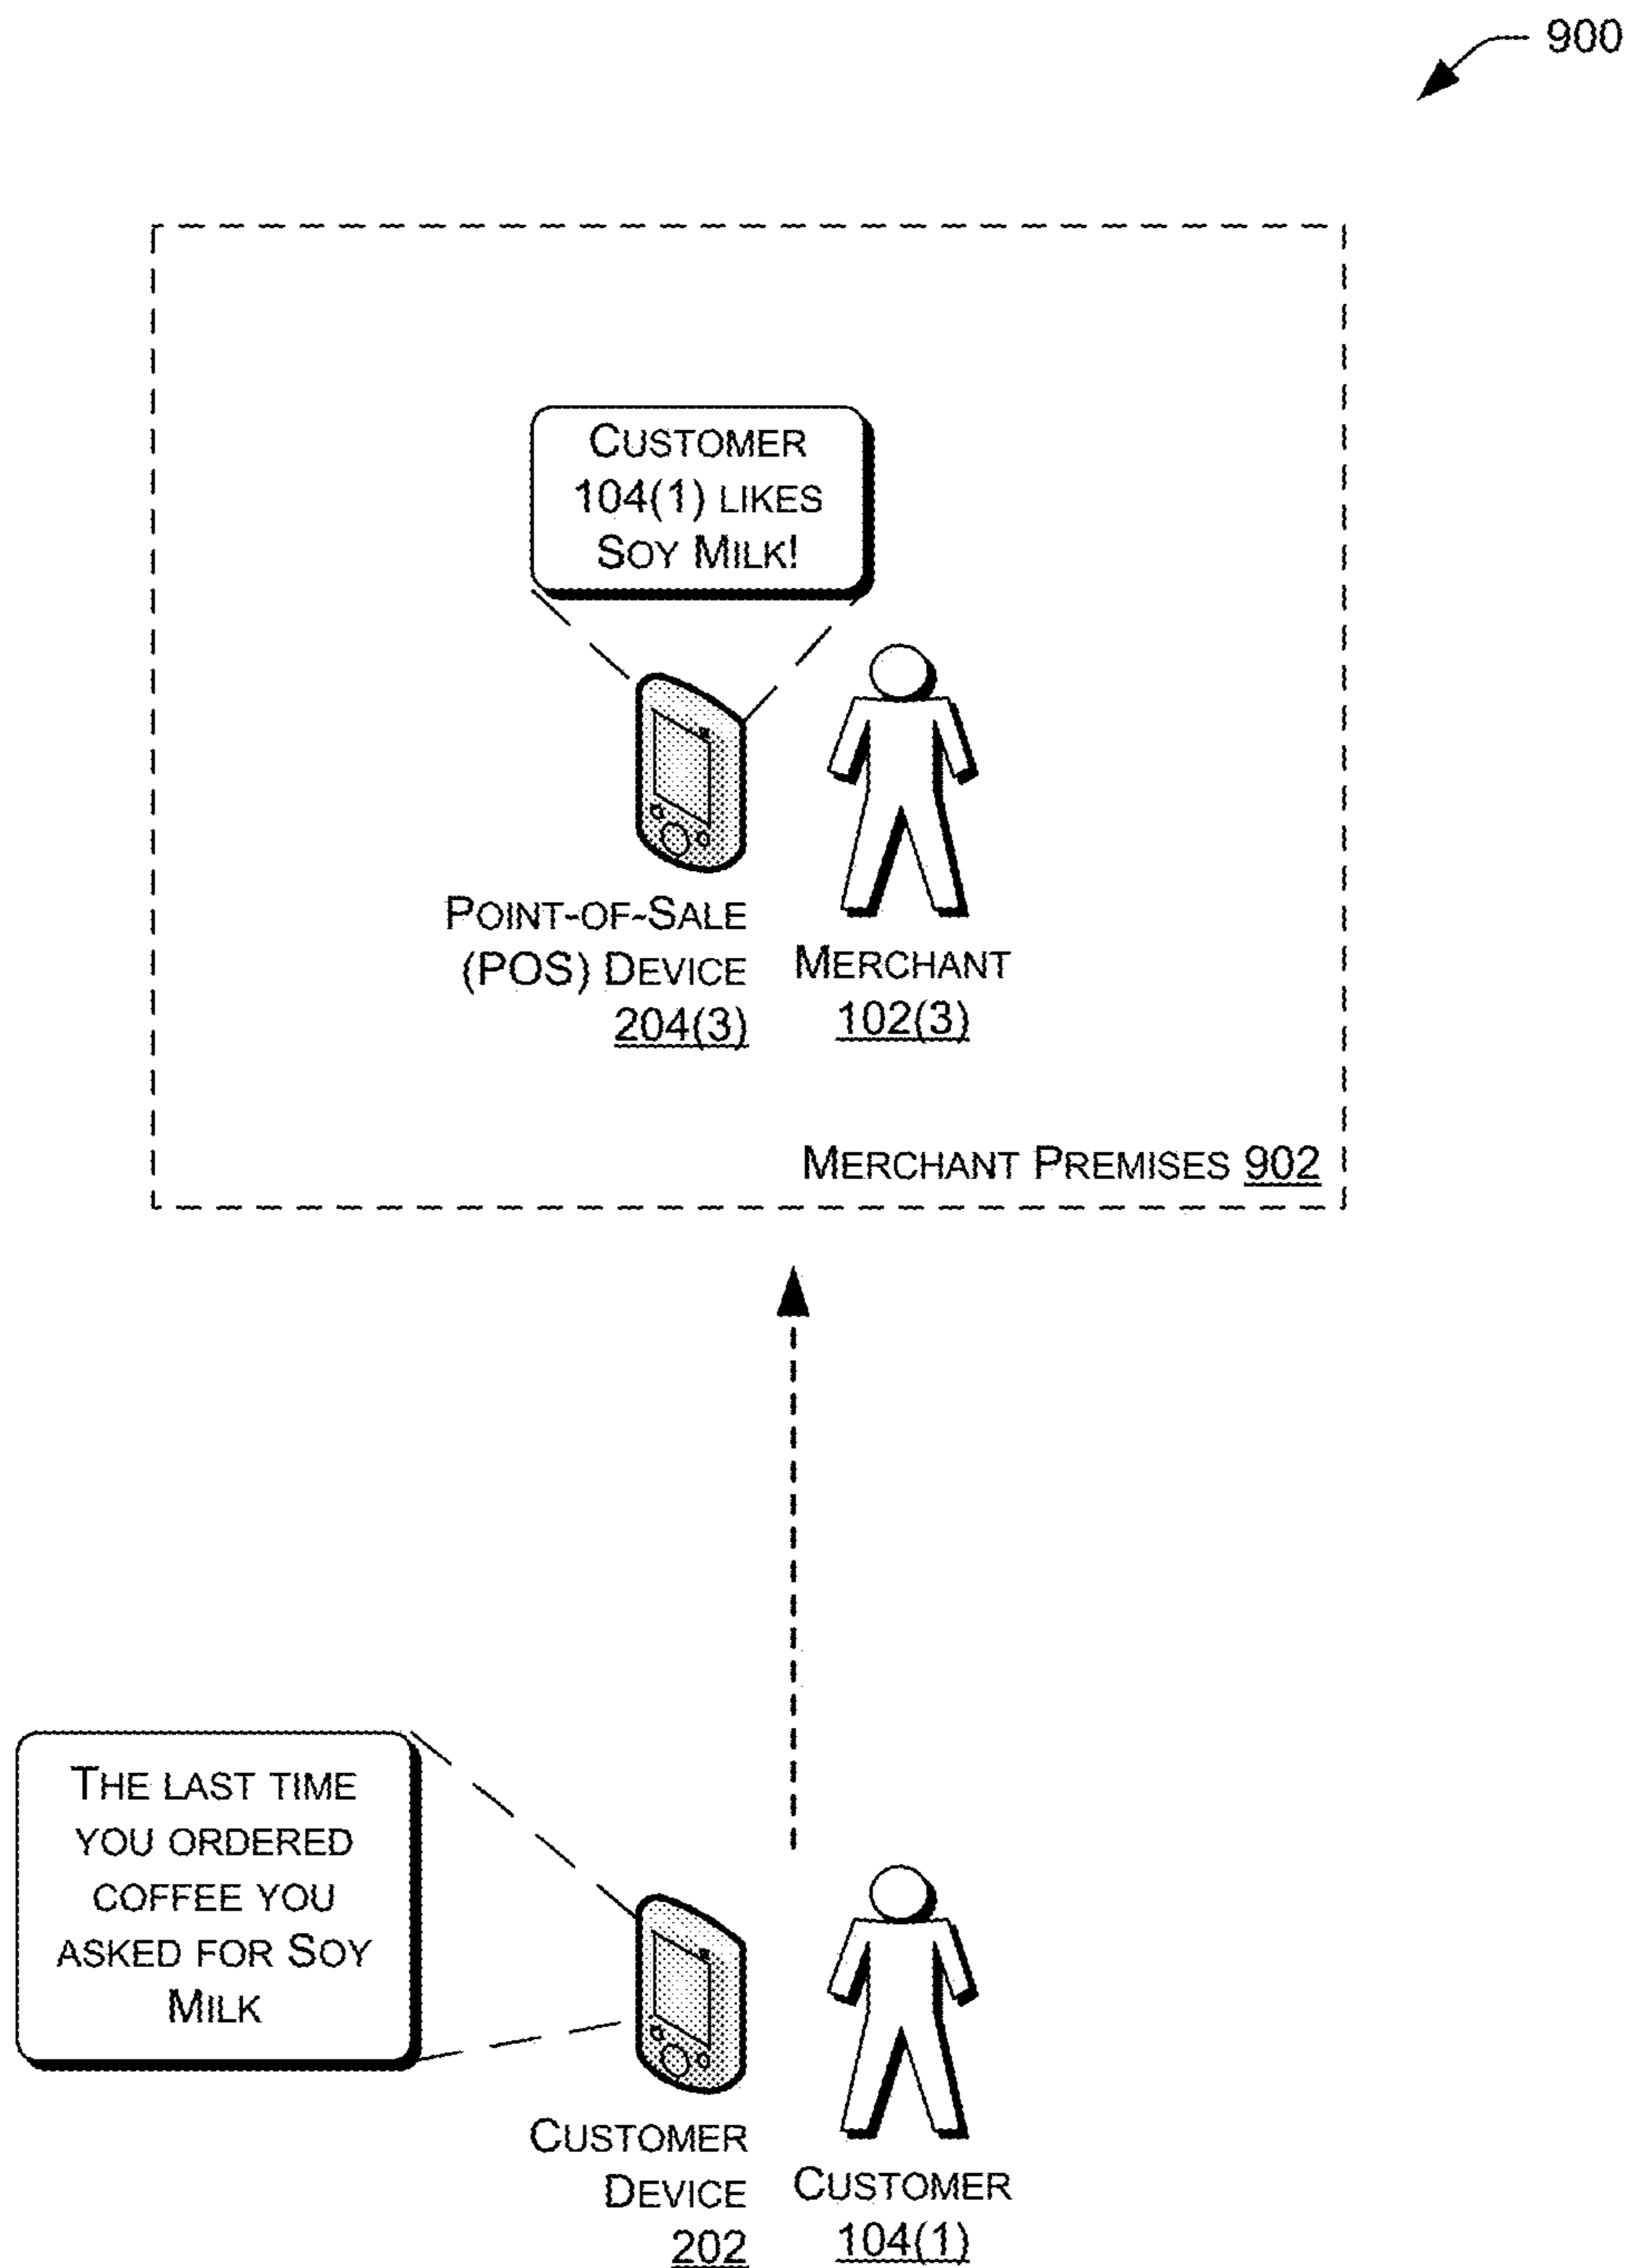 900
CUSTOMER
104(1) LIKES
SOY MILK!
POINT-OF-SALE
(POS) DEVICE
204(3)
MERCHANT
102(3)
MERCHANT PREMISES 902
THE LAST TIME
YOU ORDERED
COFFEE YOU
ASKED FOR SOY
MILK
CUSTOMER
DEVICE
202
CUSTOMER
104(1)